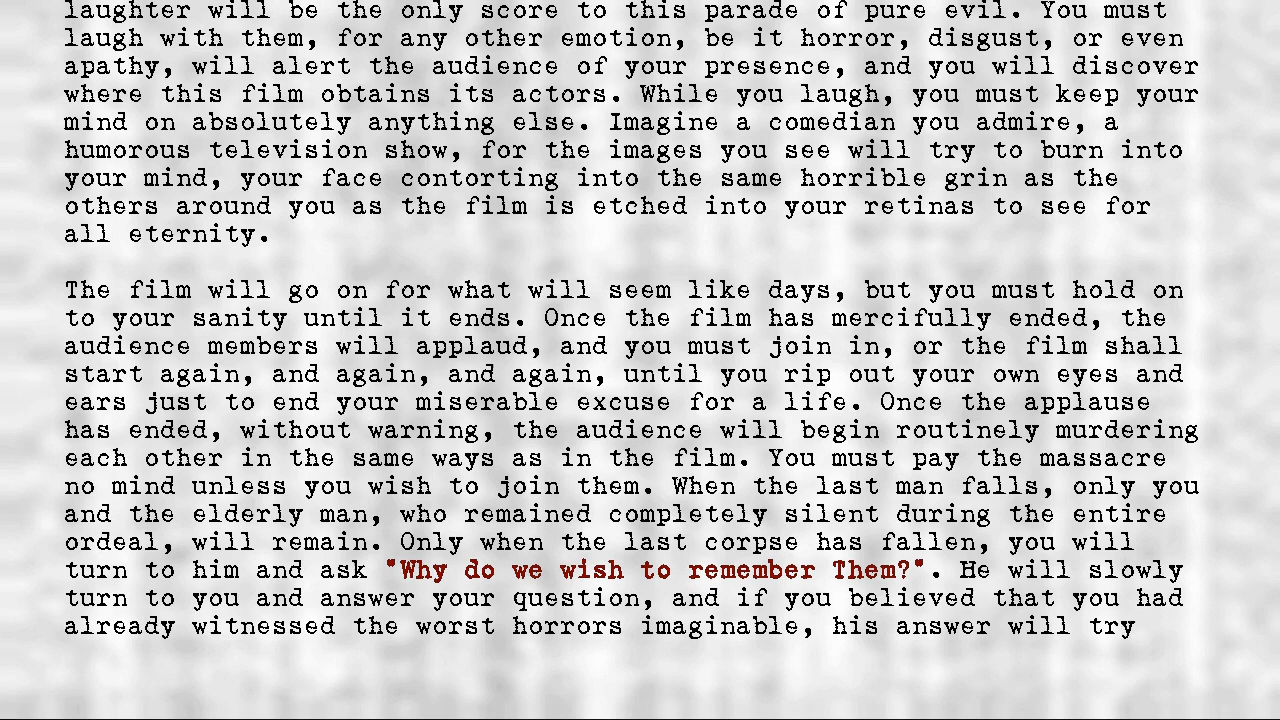 laughter will be the only score to this parade of pure evil. You must
laugh with them, for any other emotion, be it horror, disgust, or even
apathy, will alert the audience of your presence, and you will discover
where this film obtains its actors. While you laugh, you must keep your
mind on absolutely anything else. Imagine a comedian you admire, a
humorous television show, for the images you see will try to burn into
your mind, your face contorting into the same horrible grin as the
others around you as the film is etched into your retinas to see for
all eternity.
The film will go on for what will seem like days, but you must hold on
to your sanity until it ends. Once the film has mercifully ended, the
audience members will applaud, and you must join in, or the film shall
start again, and again, and again, until you rip out your own eyes and
ears just to end your miserable excuse for a life. Once the applause
has ended, without warning, the audience will begin routinely murdering
each other in the same ways as in the film. You must pay the massacre
no mind unless you wish to join them. When the last man falls, only you
and the elderly man, who remained completely silent during the entire
ordeal, will remain. Only when the last corpse has fallen, you will
turn to him and ask "Why do we wish to remember Them?". He will slowly
turn to you and answer your question, and if you believed that you had
already witnessed the worst horrors imaginable, his answer will try